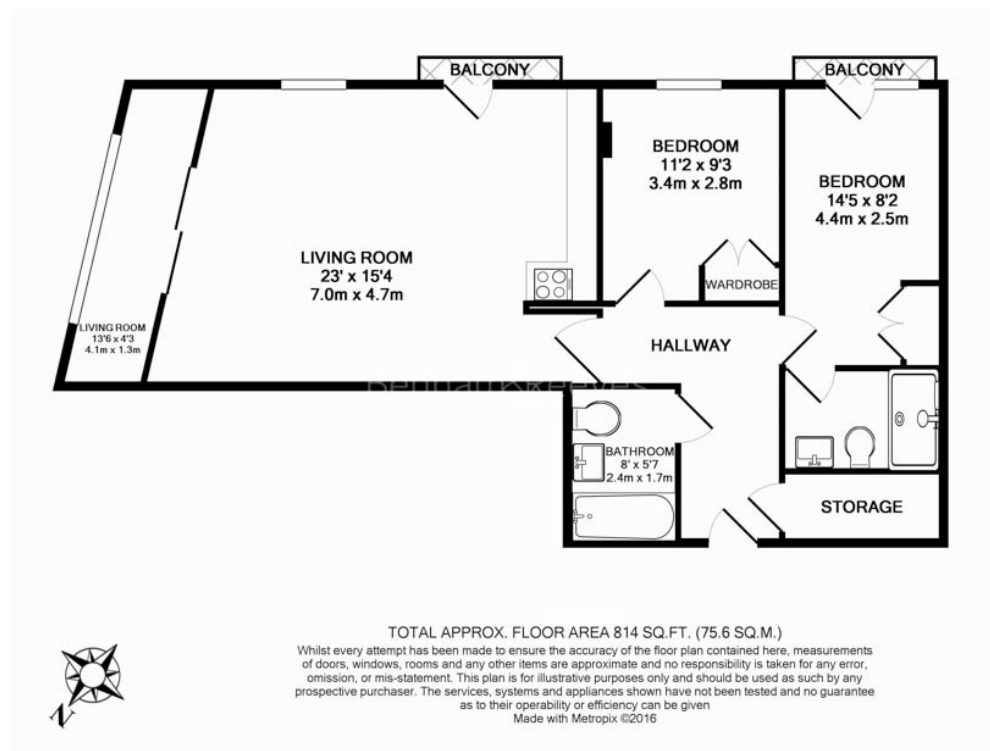 BALCONY
BALCONY
BEDROOM
11'2 x 9'3
3.4m x 2.8m
BEDROOM
14'5 x 8'2
4.4m x 2.5m
LIVING ROOM
23' x 15'4
7.0m x 4.7m
WARDROBE
LIVING ROOM
13'6 x 4'3
4.1m x 1.3m
HALLWAY
Benham & Reeves
BATHROOM
8' x 5'7
2.4m x 1.7m
STORAGE
TOTAL APPROX. FLOOR AREA 814 SQ.FT. (75.6 SQ.M.)
Whilst every attempt has been made to ensure the accuracy of the floor plan contained here, measurements
of doors, windows, rooms and any other items are approximate and no responsibility is taken for any error,
omission, or mis-statement. This plan is for illustrative purposes only and should be used as such by any
prospective purchaser. The services, systems and appliances shown have not been tested and no guarantee
as to their operability or efficiency can be given
Made with Metropix ©2016
N